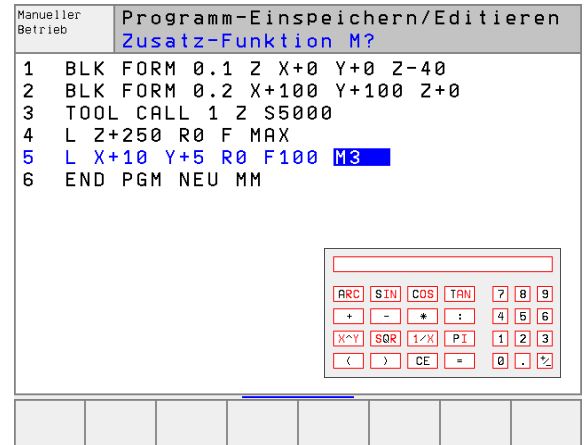 Manueller
Betrieb
Programm-Einspeichern/Editieren
Zusatz-Funktion M?
1 BLK FORM 0.1 Z X+0 Y+0 Z-40
2 BLK FORM 0.2 X+100 Y+100 Z+0
3 TOOL CALL 1 Z S5000
4 L Z+250 R0 F MAX
5 L X+10 Y+5 R0 F100 M3
6 END PGM NEU MM
ARC SIN COS TAN 7 8 9
+ - * : 4 5 6
X^Y SQR 1/X PI 1 2 3
( ) CE = 0 . +/-